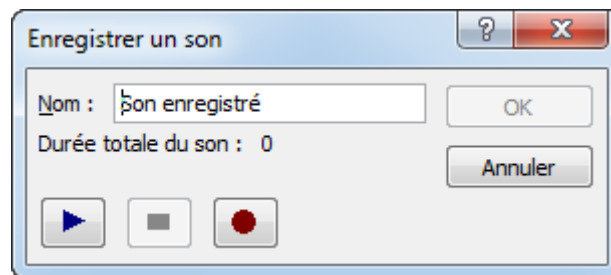 Enregistrer un son
Nom : Son enregistré
OK
Durée totale du son : 0
Annuler